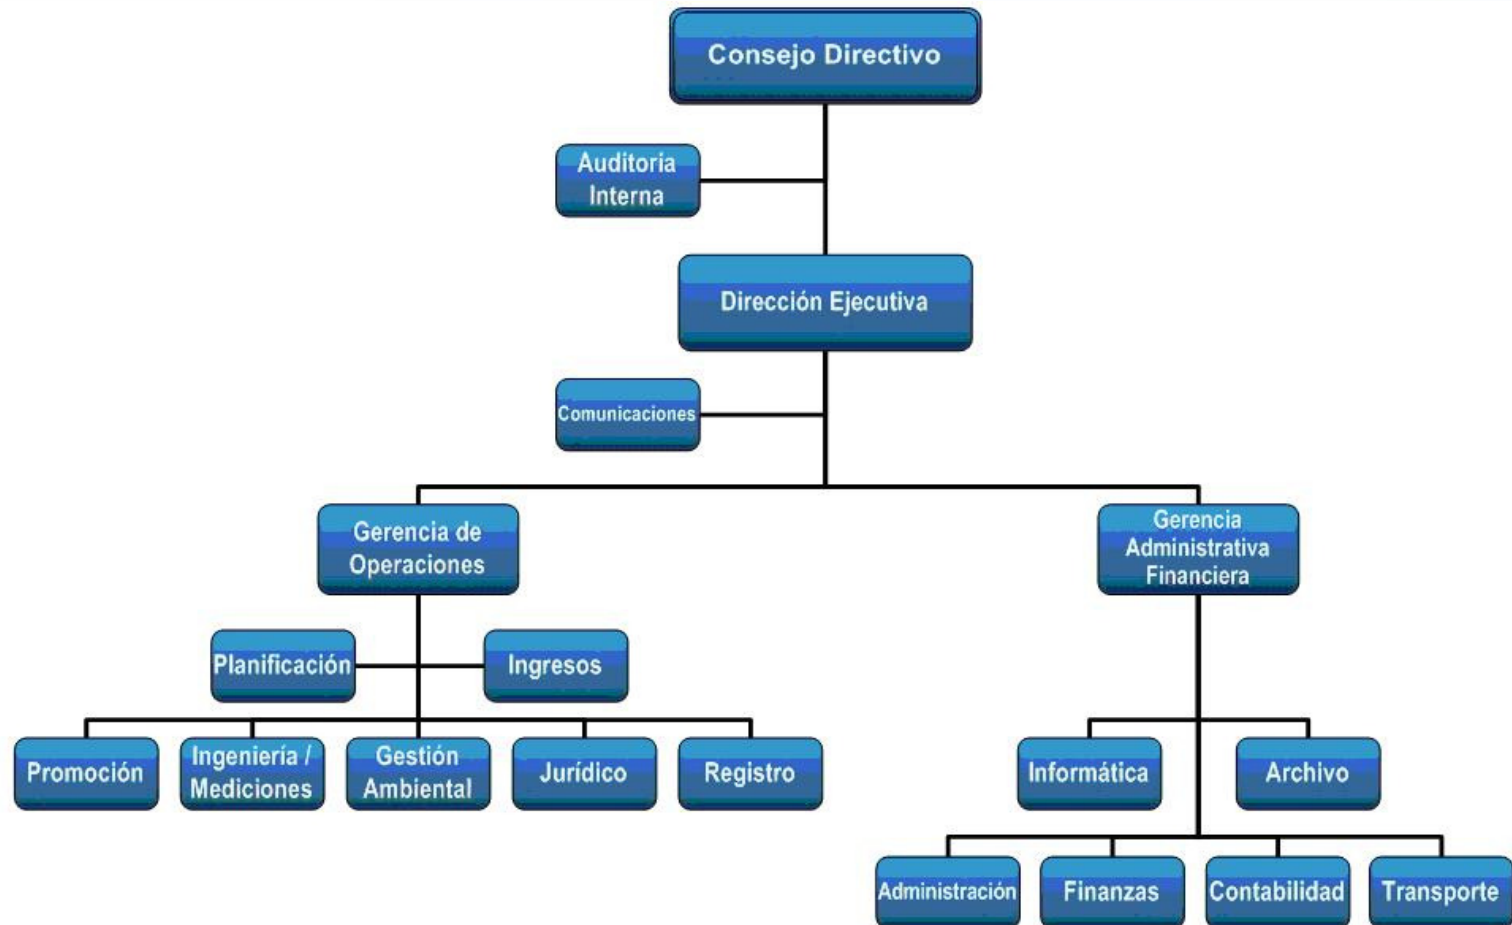 Consejo Directivo
Auditoria
Interna
Dirección Ejecutiva
Comunicaciones
Gerencia de
Operaciones
Gerencia
Administrativa
Financiera
Planificación
Ingresos
Promoción
Ingeniería /
Mediciones
Gestión
Ambiental
Jurídico
Registro
Informática
Archivo
Administración
Finanzas
Contabilidad
Transporte